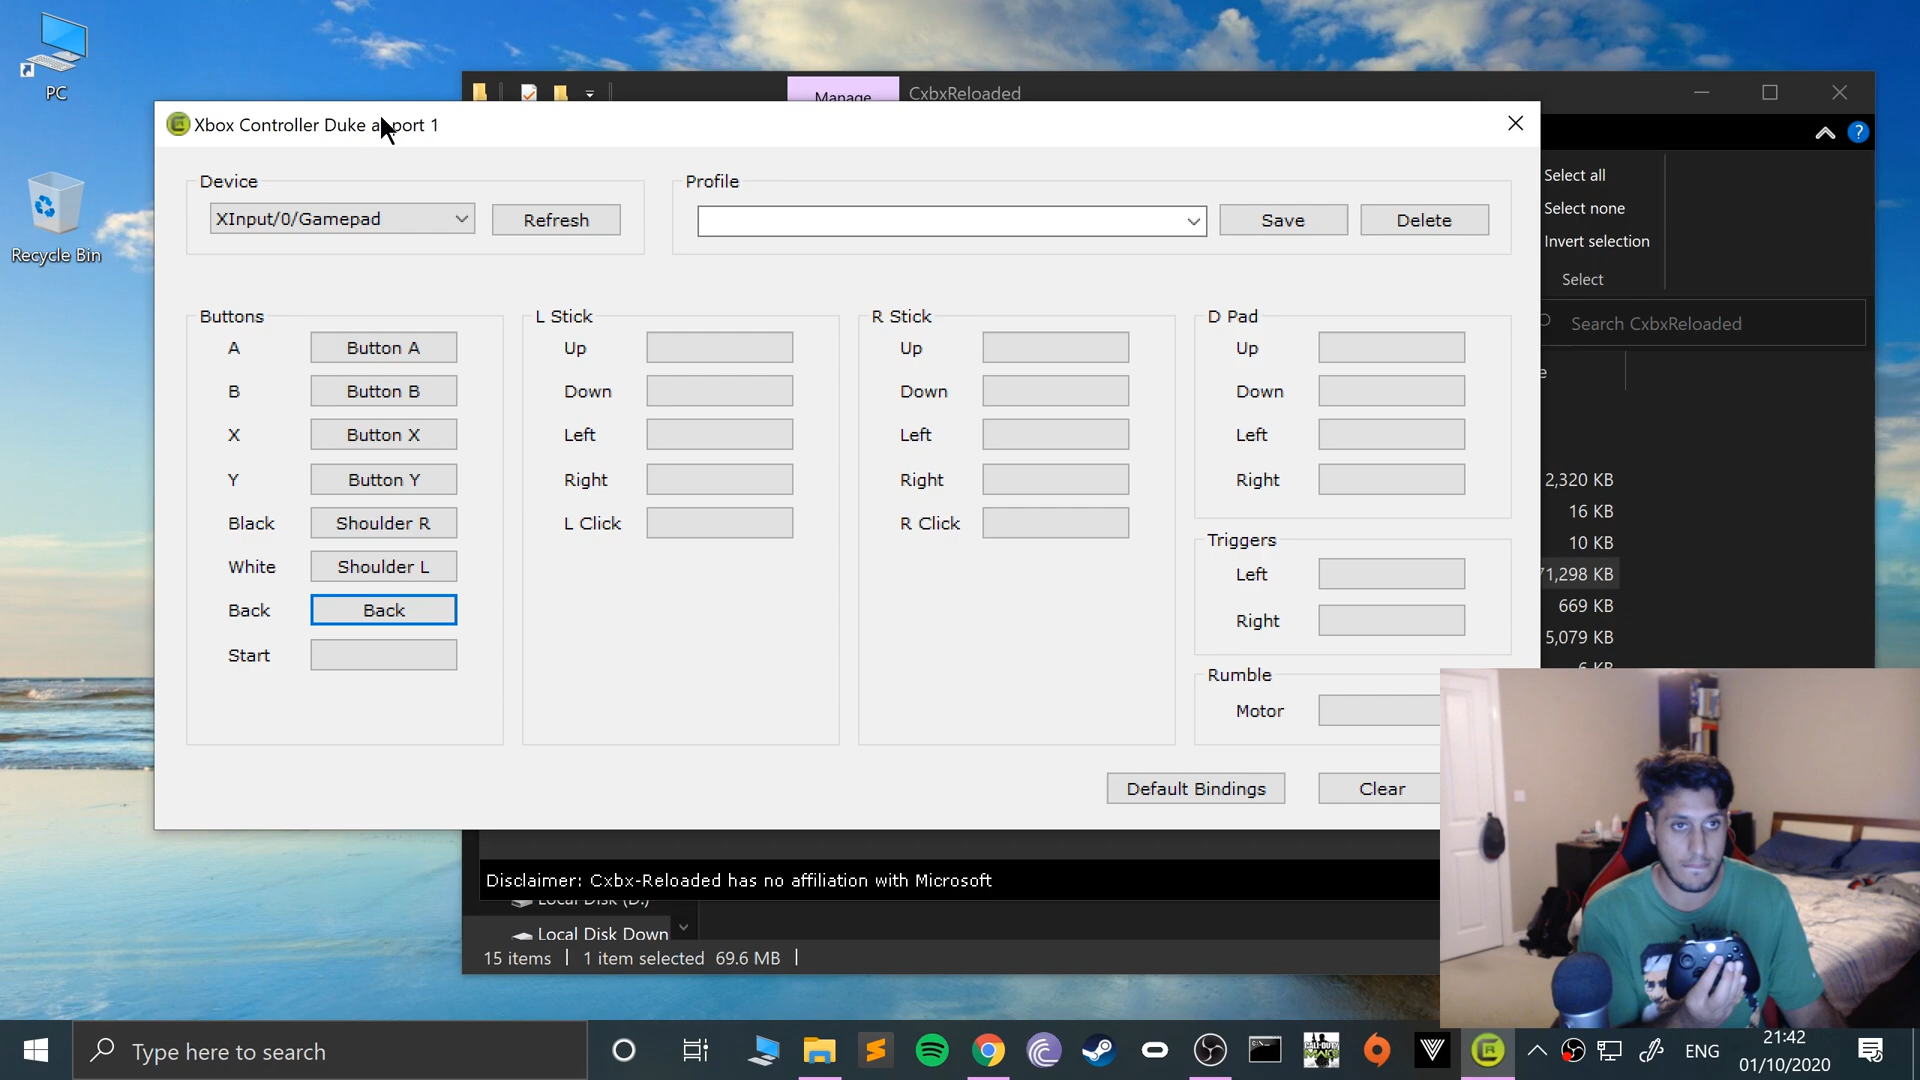 PC
Recycle Bin
Manage
CxbxReloaded
Xbox Controller Duke a port 1
Device
XInput/0/Gamepad
Refresh
Profile
Save
Delete
Select all
Select none
Invert selection
Select
Search CxbxReloaded
Buttons
A Button A
B Button B
X Button X
Y Button Y
Black Shoulder R
White Shoulder L
Back Back
Start
L Stick
Up
Down
Left
Right
L Click
R Stick
Up
Down
Left
Right
R Click
D Pad
Up
Down
Left
Right
Triggers
Left
Right
Rumble
Motor
Default Bindings
Clear
e
2,320 KB
16 KB
10 KB
71,298 KB
669 KB
5,079 KB
6 KB
Disclaimer: Cxbx-Reloaded has no affiliation with Microsoft
Local Disk (D:)
Local Disk Down
15 items 1 item selected 69.6 MB
Type here to search
ENG
21:42
01/10/2020